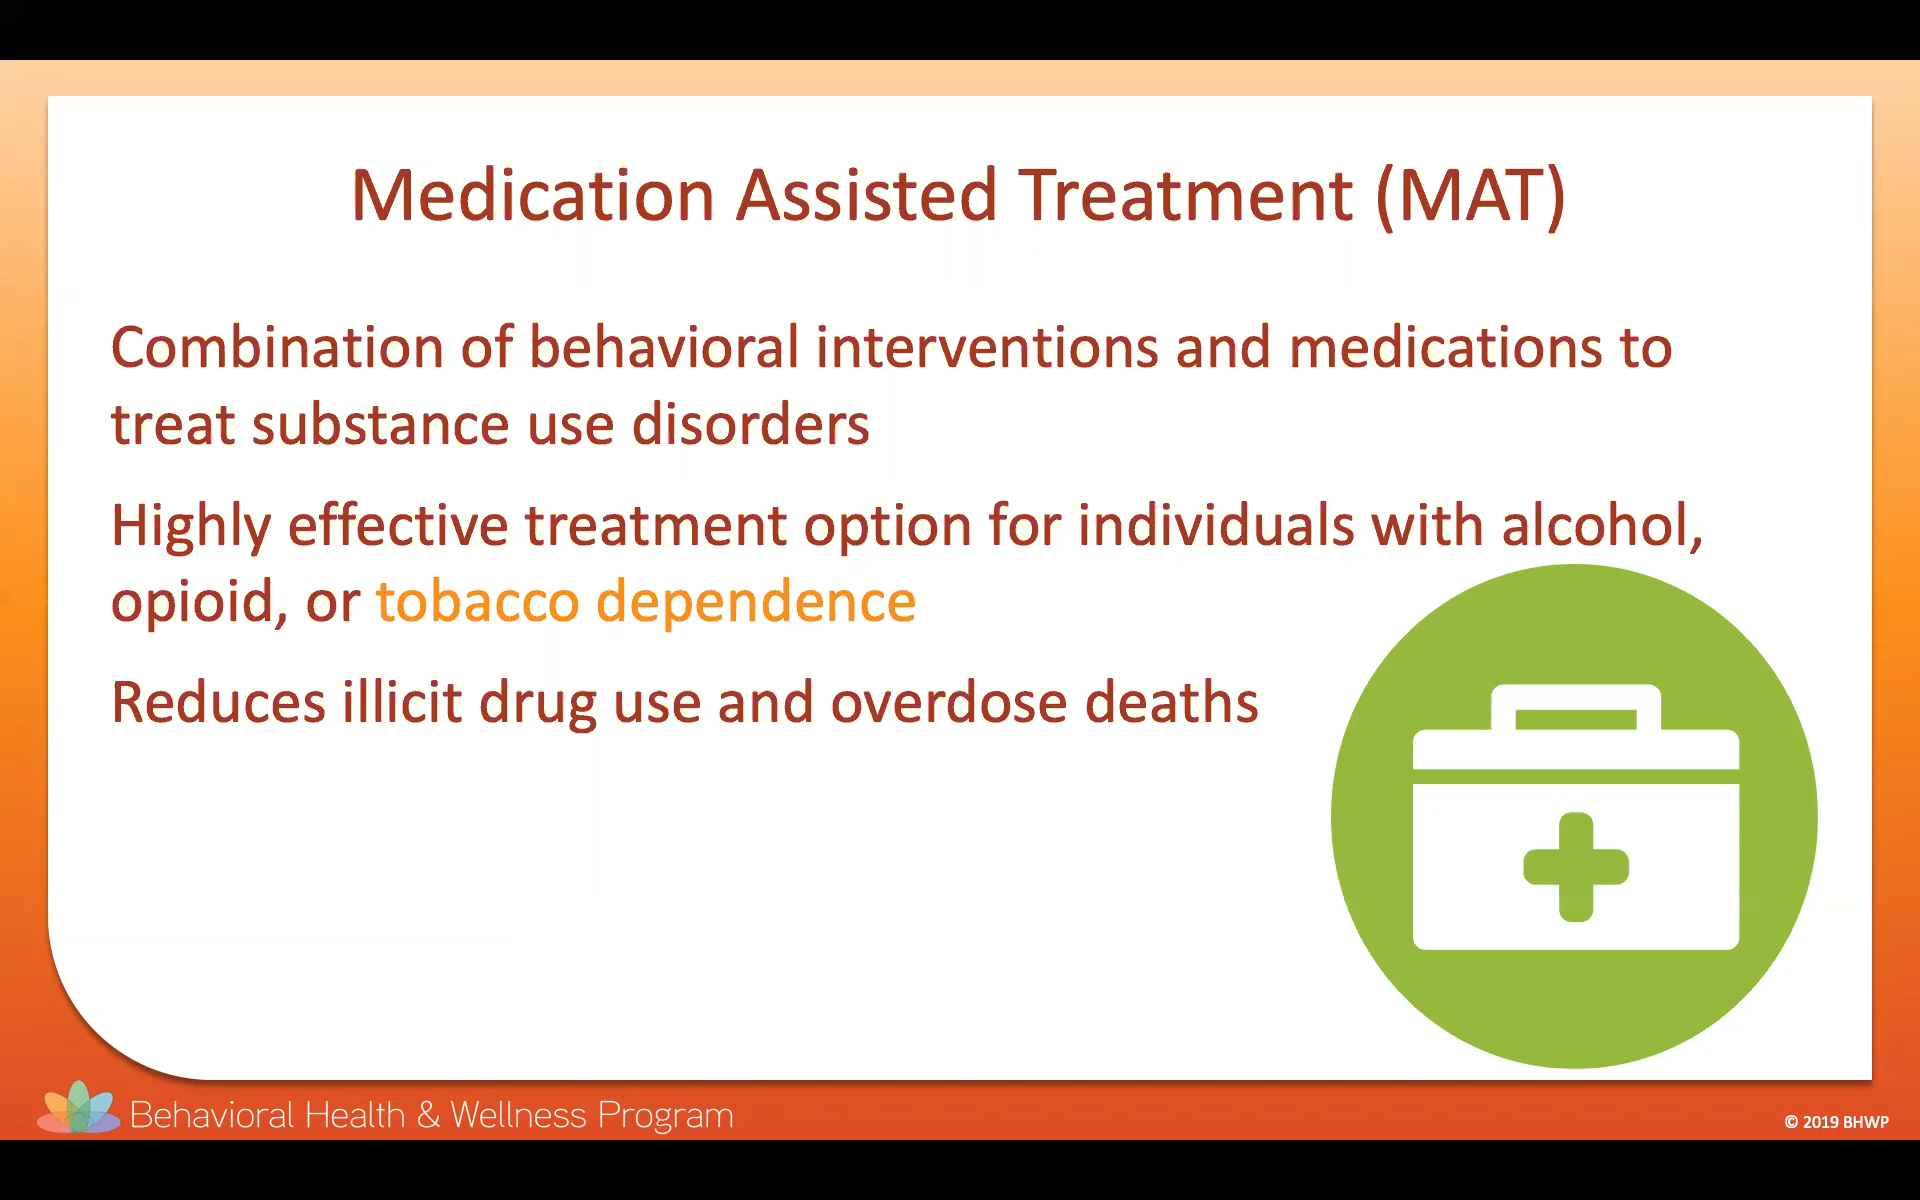 Medication Assisted Treatment (MAT)
Combination of behavioral interventions and medications to
treat substance use disorders
Highly effective treatment option for individuals with alcohol,
opioid, or tobacco dependence
Reduces illicit drug use and overdose deaths
Behavioral Health & Wellness Program
© 2019 BHWP